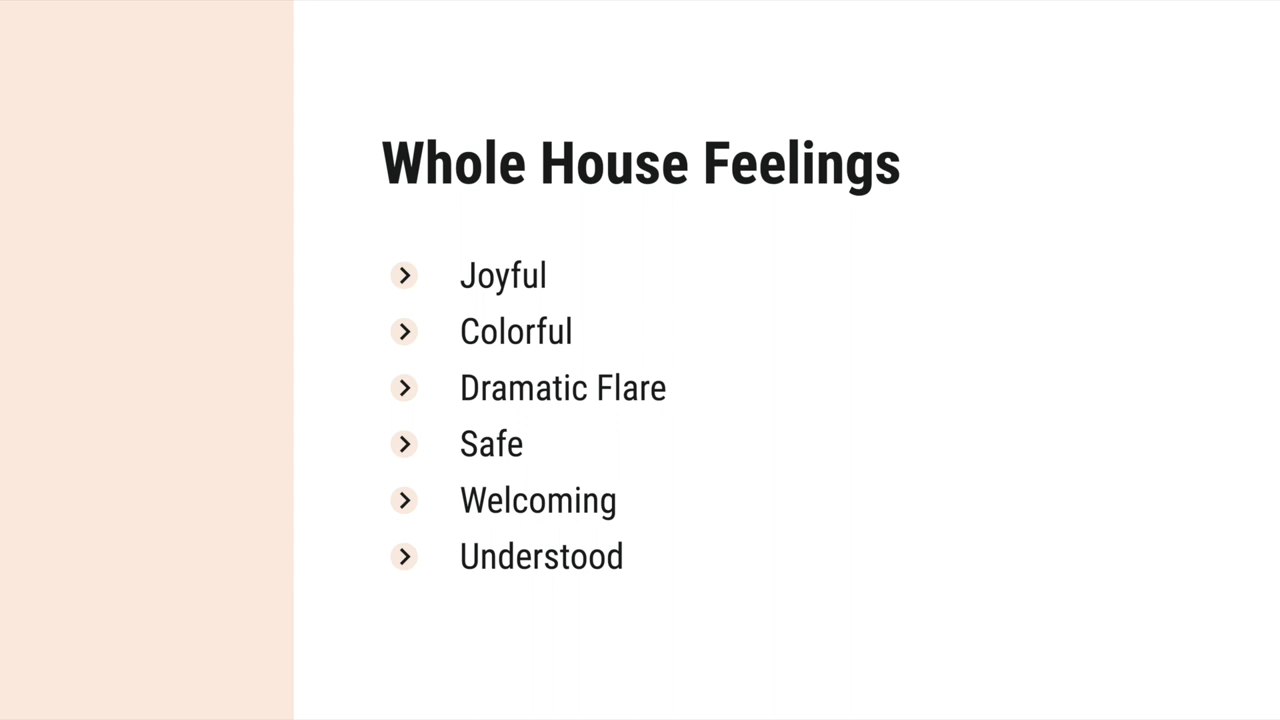 Whole House Feelings
Joyful
Colorful
Dramatic Flare
Safe
Welcoming
Understood